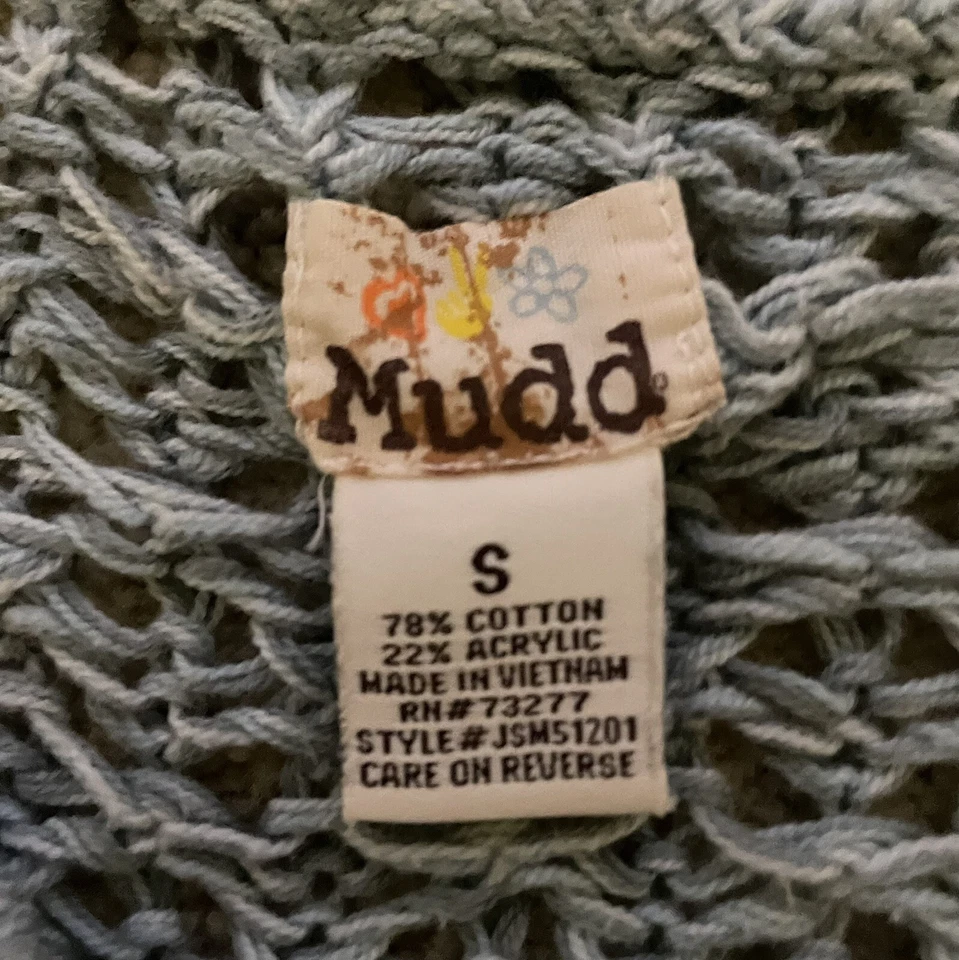 Mudd
S
78% COTTON
22% ACRYLIC
MADE IN VIETNAM
RN#73277
STYLE#JSM51201
CARE ON REVERSE